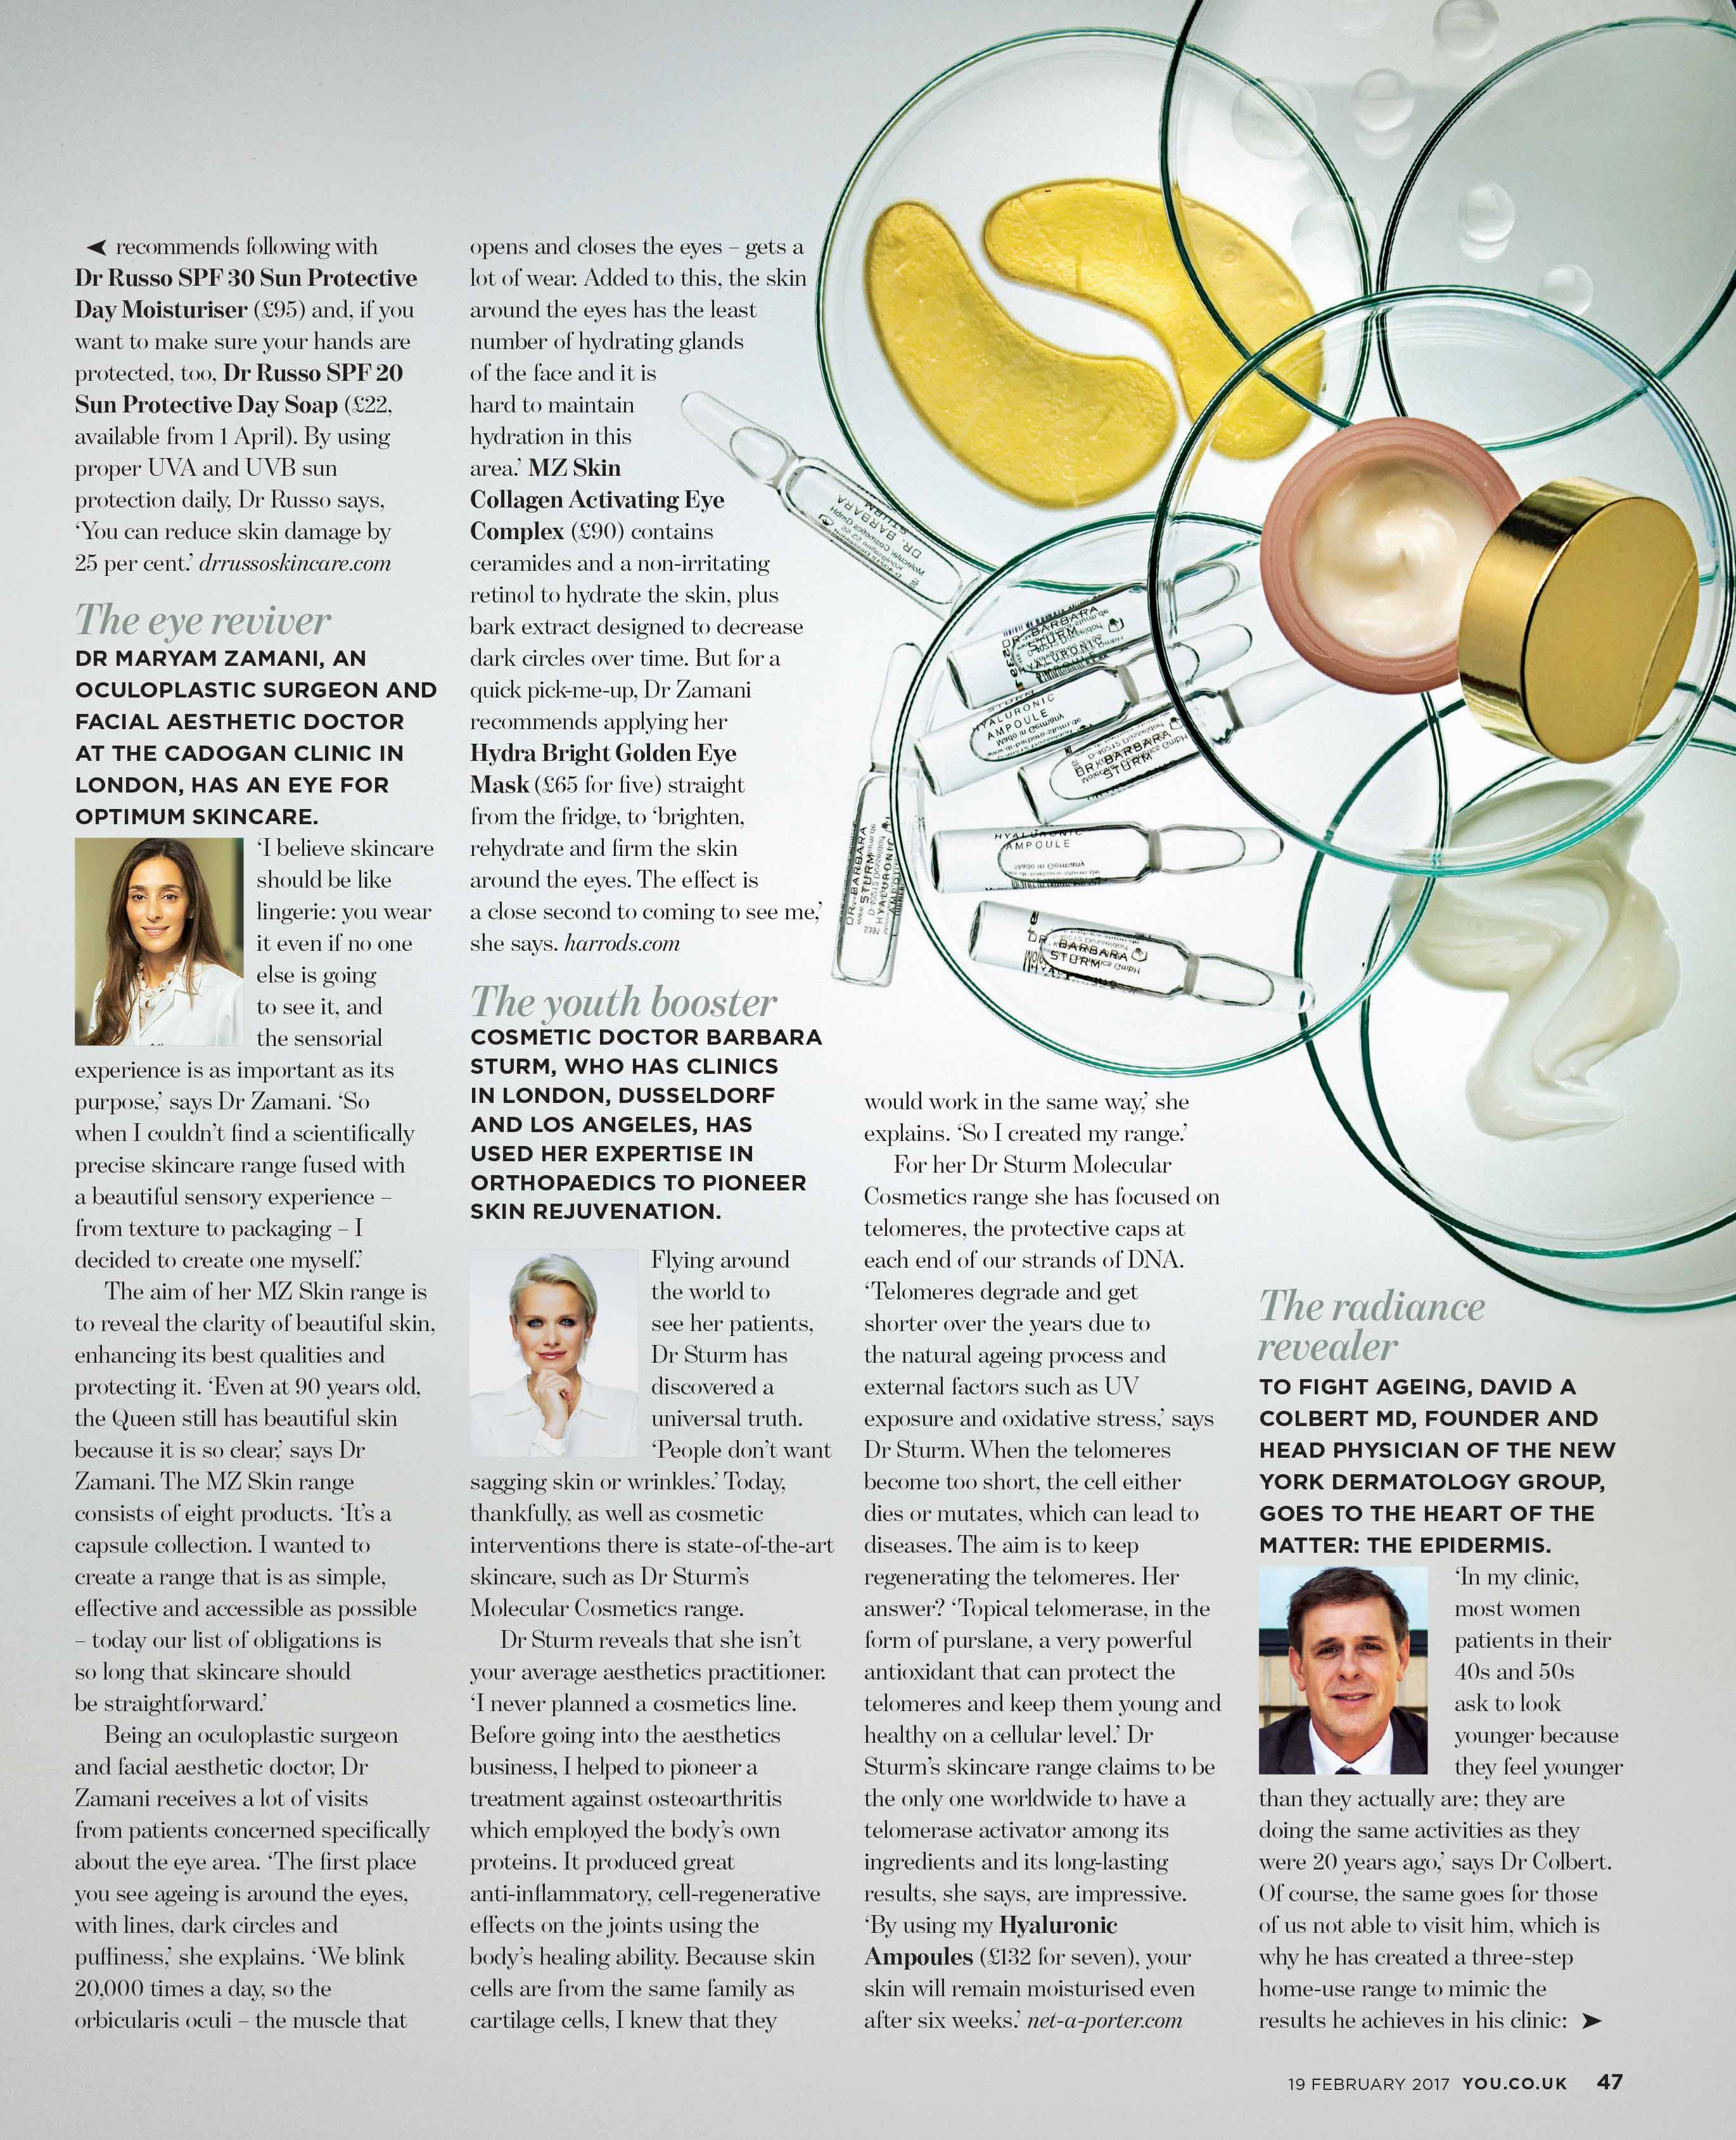 ➤ recommends following with
Dr Russo SPF 30 Sun Protective
Day Moisturiser (£95) and, if you
want to make sure your hands are
protected, too, Dr Russo SPF 20
Sun Protective Day Soap (£22,
available from 1 April). By using
proper UVA and UVB sun
protection daily, Dr Russo says,
‘You can reduce skin damage by
25 per cent.’ drrussoskincare.com
The eye reviver
DR MARYAM ZAMANI, AN
OCULOPLASTIC SURGEON AND
FACIAL AESTHETIC DOCTOR
AT THE CADOGAN CLINIC IN
LONDON, HAS AN EYE FOR
OPTIMUM SKINCARE.
‘I believe skincare
should be like
lingerie: you wear
it even if no one
else is going
to see it, and
the sensorial
experience is as important as its
purpose,’ says Dr Zamani. ‘So
when I couldn’t find a scientifically
precise skincare range fused with
a beautiful sensory experience –
from texture to packaging – I
decided to create one myself.’
The aim of her MZ Skin range is
to reveal the clarity of beautiful skin,
enhancing its best qualities and
protecting it. ‘Even at 90 years old,
the Queen still has beautiful skin
because it is so clear,’ says Dr
Zamani. The MZ Skin range
consists of eight products. ‘It’s a
capsule collection. I wanted to
create a range that is as simple,
effective and accessible as possible
– today our list of obligations is
so long that skincare should
be straightforward.’
Being an oculoplastic surgeon
and facial aesthetic doctor, Dr
Zamani receives a lot of visits
from patients concerned specifically
about the eye area. ‘The first place
you see ageing is around the eyes,
with lines, dark circles and
puffiness,’ she explains. ‘We blink
20,000 times a day, so the
orbicularis oculi – the muscle that
opens and closes the eyes – gets a
lot of wear. Added to this, the skin
around the eyes has the least
number of hydrating glands
of the face and it is
hard to maintain
hydration in this
area.’ MZ Skin
Collagen Activating Eye
Complex (£90) contains
ceramides and a non-irritating
retinol to hydrate the skin, plus
bark extract designed to decrease
dark circles over time. But for a
quick pick-me-up, Dr Zamani
recommends applying her
Hydra Bright Golden Eye
Mask (£65 for five) straight
from the fridge, to ‘brighten,
rehydrate and firm the skin
around the eyes. The effect is
a close second to coming to see me,’
she says. harrods.com
The youth booster
COSMETIC DOCTOR BARBARA
STURM, WHO HAS CLINICS
IN LONDON, DUSSELDORF
AND LOS ANGELES, HAS
USED HER EXPERTISE IN
ORTHOPAEDICS TO PIONEER
SKIN REJUVENATION.
Flying around
the world to
see her patients,
Dr Sturm has
discovered a
universal truth.
‘People don’t want
sagging skin or wrinkles.’ Today,
thankfully, as well as cosmetic
interventions there is state-of-the-art
skincare, such as Dr Sturm’s
Molecular Cosmetics range.
Dr Sturm reveals that she isn’t
your average aesthetics practitioner.
‘I never planned a cosmetics line.
Before going into the aesthetics
business, I helped to pioneer a
treatment against osteoarthritis
which employed the body’s own
proteins. It produced great
anti-inflammatory, cell-regenerative
effects on the joints using the
body’s healing ability. Because skin
cells are from the same family as
cartilage cells, I knew that they
would work in the same way,’ she
explains. ‘So I created my range.’
For her Dr Sturm Molecular
Cosmetics range she has focused on
telomeres, the protective caps at
each end of our strands of DNA.
‘Telomeres degrade and get
shorter over the years due to
the natural ageing process and
external factors such as UV
exposure and oxidative stress,’ says
Dr Sturm. When the telomeres
become too short, the cell either
dies or mutates, which can lead to
diseases. The aim is to keep
regenerating the telomeres. Her
answer? ‘Topical telomerase, in the
form of purslane, a very powerful
antioxidant that can protect the
telomeres and keep them young and
healthy on a cellular level.’ Dr
Sturm’s skincare range claims to be
the only one worldwide to have a
telomerase activator among its
ingredients and its long-lasting
results, she says, are impressive.
‘By using my Hyaluronic
Ampoules (£132 for seven), your
skin will remain moisturised even
after six weeks.’ net-a-porter.com
The radiance
revealer
TO FIGHT AGEING, DAVID A
COLBERT MD, FOUNDER AND
HEAD PHYSICIAN OF THE NEW
YORK DERMATOLOGY GROUP,
GOES TO THE HEART OF THE
MATTER: THE EPIDERMIS.
‘In my clinic,
most women
patients in their
40s and 50s
ask to look
younger because
they feel younger
than they actually are; they are
doing the same activities as they
were 20 years ago,’ says Dr Colbert.
Of course, the same goes for those
of us not able to visit him, which is
why he has created a three-step
home-use range to mimic the
results he achieves in his clinic: ➤
DR. BARBARA
STURM
DR. BARBARA
STURM
HYALURONIC
AMPOULE
HYALURONIC
AMPOULE
Made in Germany
DR. BARBARA
STURM
HYALURONIC
AMPOULE
Made in Germany
DR. BARBARA
STURM
DR. BARBARA
STURM
HYALURONIC
19 FEBRUARY 2017 YOU.CO.UK 47